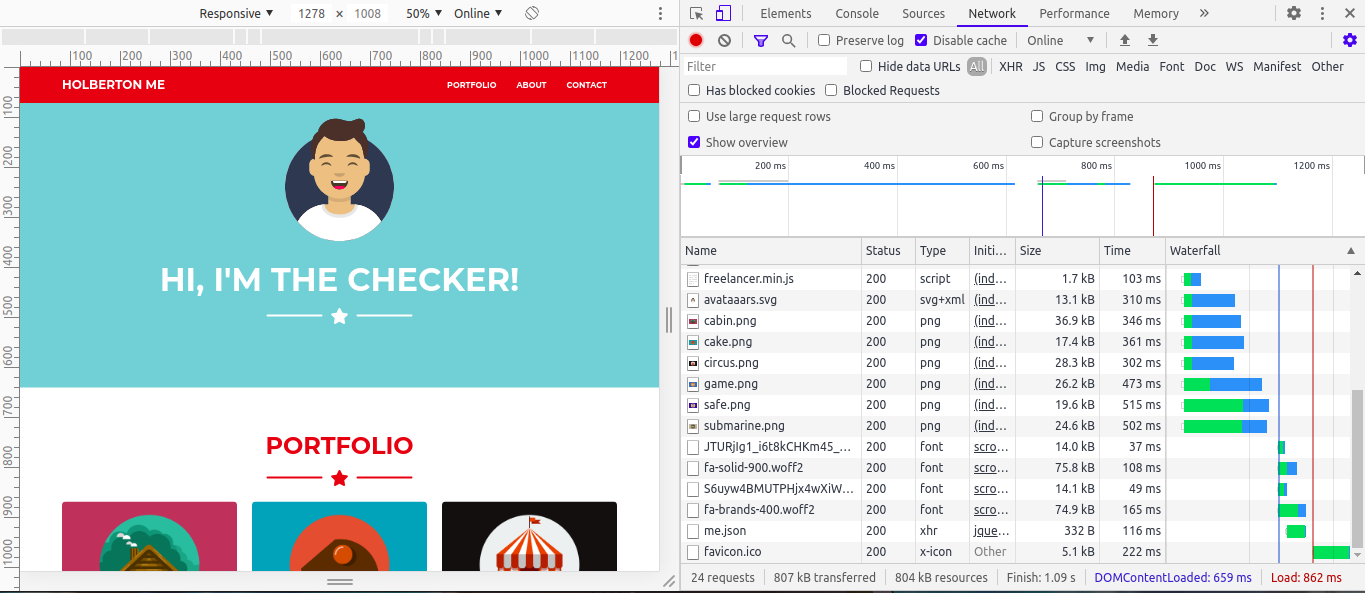 Responsive ▼ 1278 × 1008 50% ▼ Online ▼
Elements Console Sources Network Performance Memory »
Preserve log Disable cache Online ▼
Filter Hide data URLs All XHR JS CSS Img Media Font Doc WS Manifest Other
Has blocked cookies Blocked Requests
Use large request rows Group by frame
Show overview Capture screenshots
100 200 300 400 500 600 700 800 900 1000 1100 1200 1
100
200
300
400
500
600
700
800
900
1000
HOLBERTON ME PORTFOLIO ABOUT CONTACT
HI, I'M THE CHECKER!
PORTFOLIO
200 ms 400 ms 600 ms 800 ms 1000 ms 1200 ms
Name Status Type Initi... Size Time Waterfall
freelancer.min.js 200 script (ind... 1.7 kB 103 ms
avataaars.svg 200 svg+xml (ind... 13.1 kB 310 ms
cabin.png 200 png (ind... 36.9 kB 346 ms
cake.png 200 png (ind... 17.4 kB 361 ms
circus.png 200 png (ind... 28.3 kB 302 ms
game.png 200 png (ind... 26.2 kB 473 ms
safe.png 200 png (ind... 19.6 kB 515 ms
submarine.png 200 png (ind... 24.6 kB 502 ms
JTURjIg1_i6t8kCHKm45_... 200 font scro... 14.0 kB 37 ms
fa-solid-900.woff2 200 font scro... 75.8 kB 108 ms
S6uyw4BMUTPHjx4wXiW... 200 font scro... 14.1 kB 49 ms
fa-brands-400.woff2 200 font scro... 74.9 kB 165 ms
me.json 200 xhr jque... 332 B 116 ms
favicon.ico 200 x-icon Other 5.1 kB 222 ms
24 requests 807 kB transferred 804 kB resources Finish: 1.09 s DOMContentLoaded: 659 ms Load: 862 ms